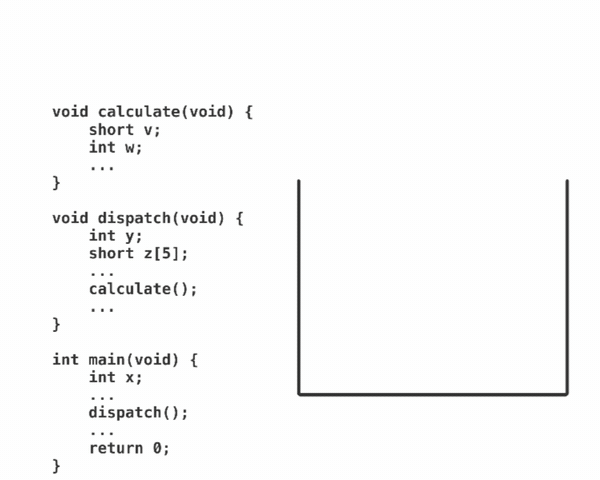 void calculate(void) {
    short v;
    int w;
    ...
}
void dispatch(void) {
    int y;
    short z[5];
    ...
    calculate();
    ...
}
int main(void) {
    int x;
    ...
    dispatch();
    ...
    return 0;
}